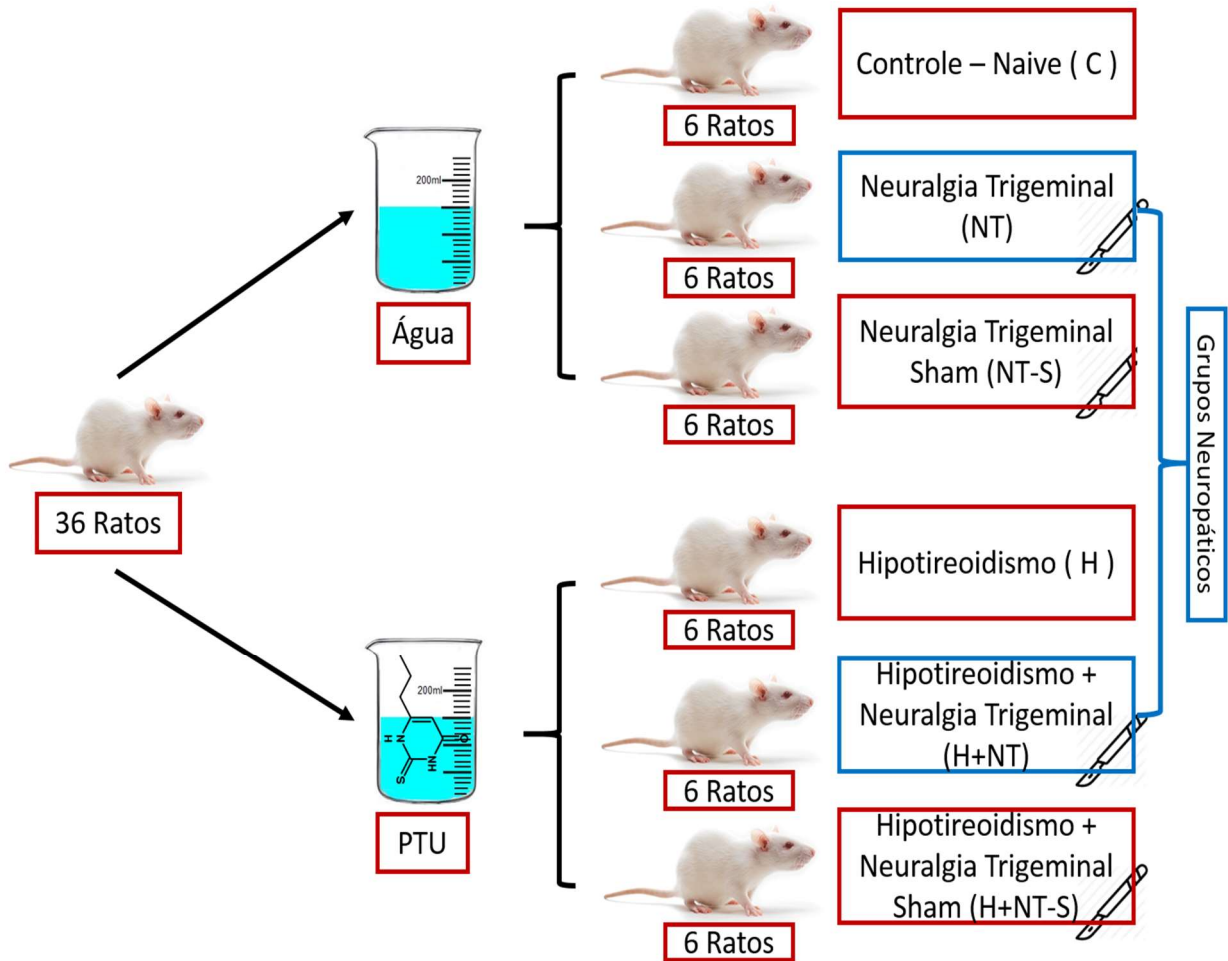 Controle – Naive ( C )
6 Ratos
200ml
Neuralgia Trigeminal
(NT)
6 Ratos
Água
Neuralgia Trigeminal
Sham (NT-S)
6 Ratos
Grupos Neuropáticos
36 Ratos
Hipotireoidismo ( H )
6 Ratos
200ml
H
N
O
NH
S
Hipotireoidismo +
Neuralgia Trigeminal
(H+NT)
6 Ratos
PTU
Hipotireoidismo +
Neuralgia Trigeminal
Sham (H+NT-S)
6 Ratos